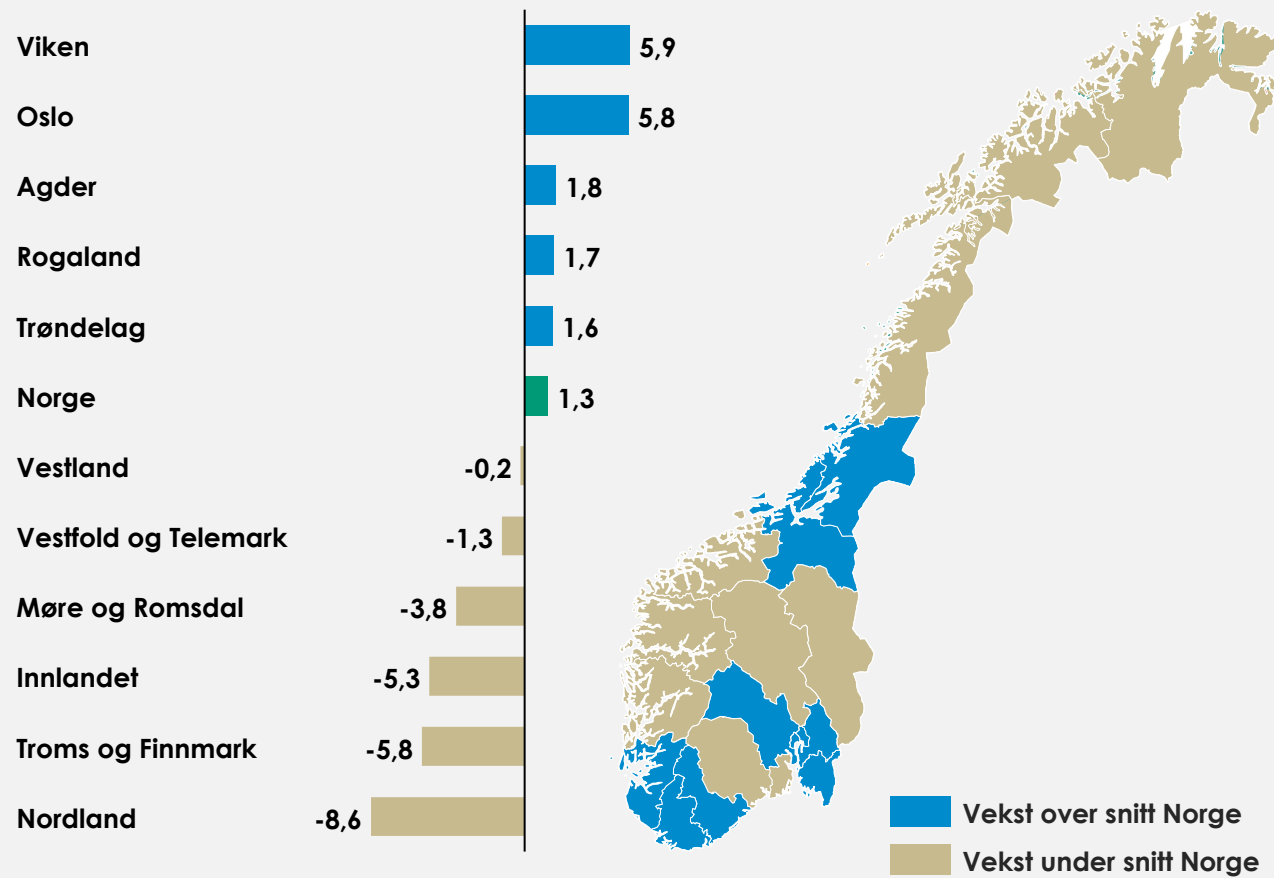 Viken 5,9
Oslo 5,8
Agder 1,8
Rogaland 1,7
Trøndelag 1,6
Norge 1,3
Vestland -0,2
Vestfold og Telemark -1,3
Møre og Romsdal -3,8
Innlandet -5,3
Troms og Finnmark -5,8
Nordland -8,6
Vekst over snitt Norge
Vekst under snitt Norge